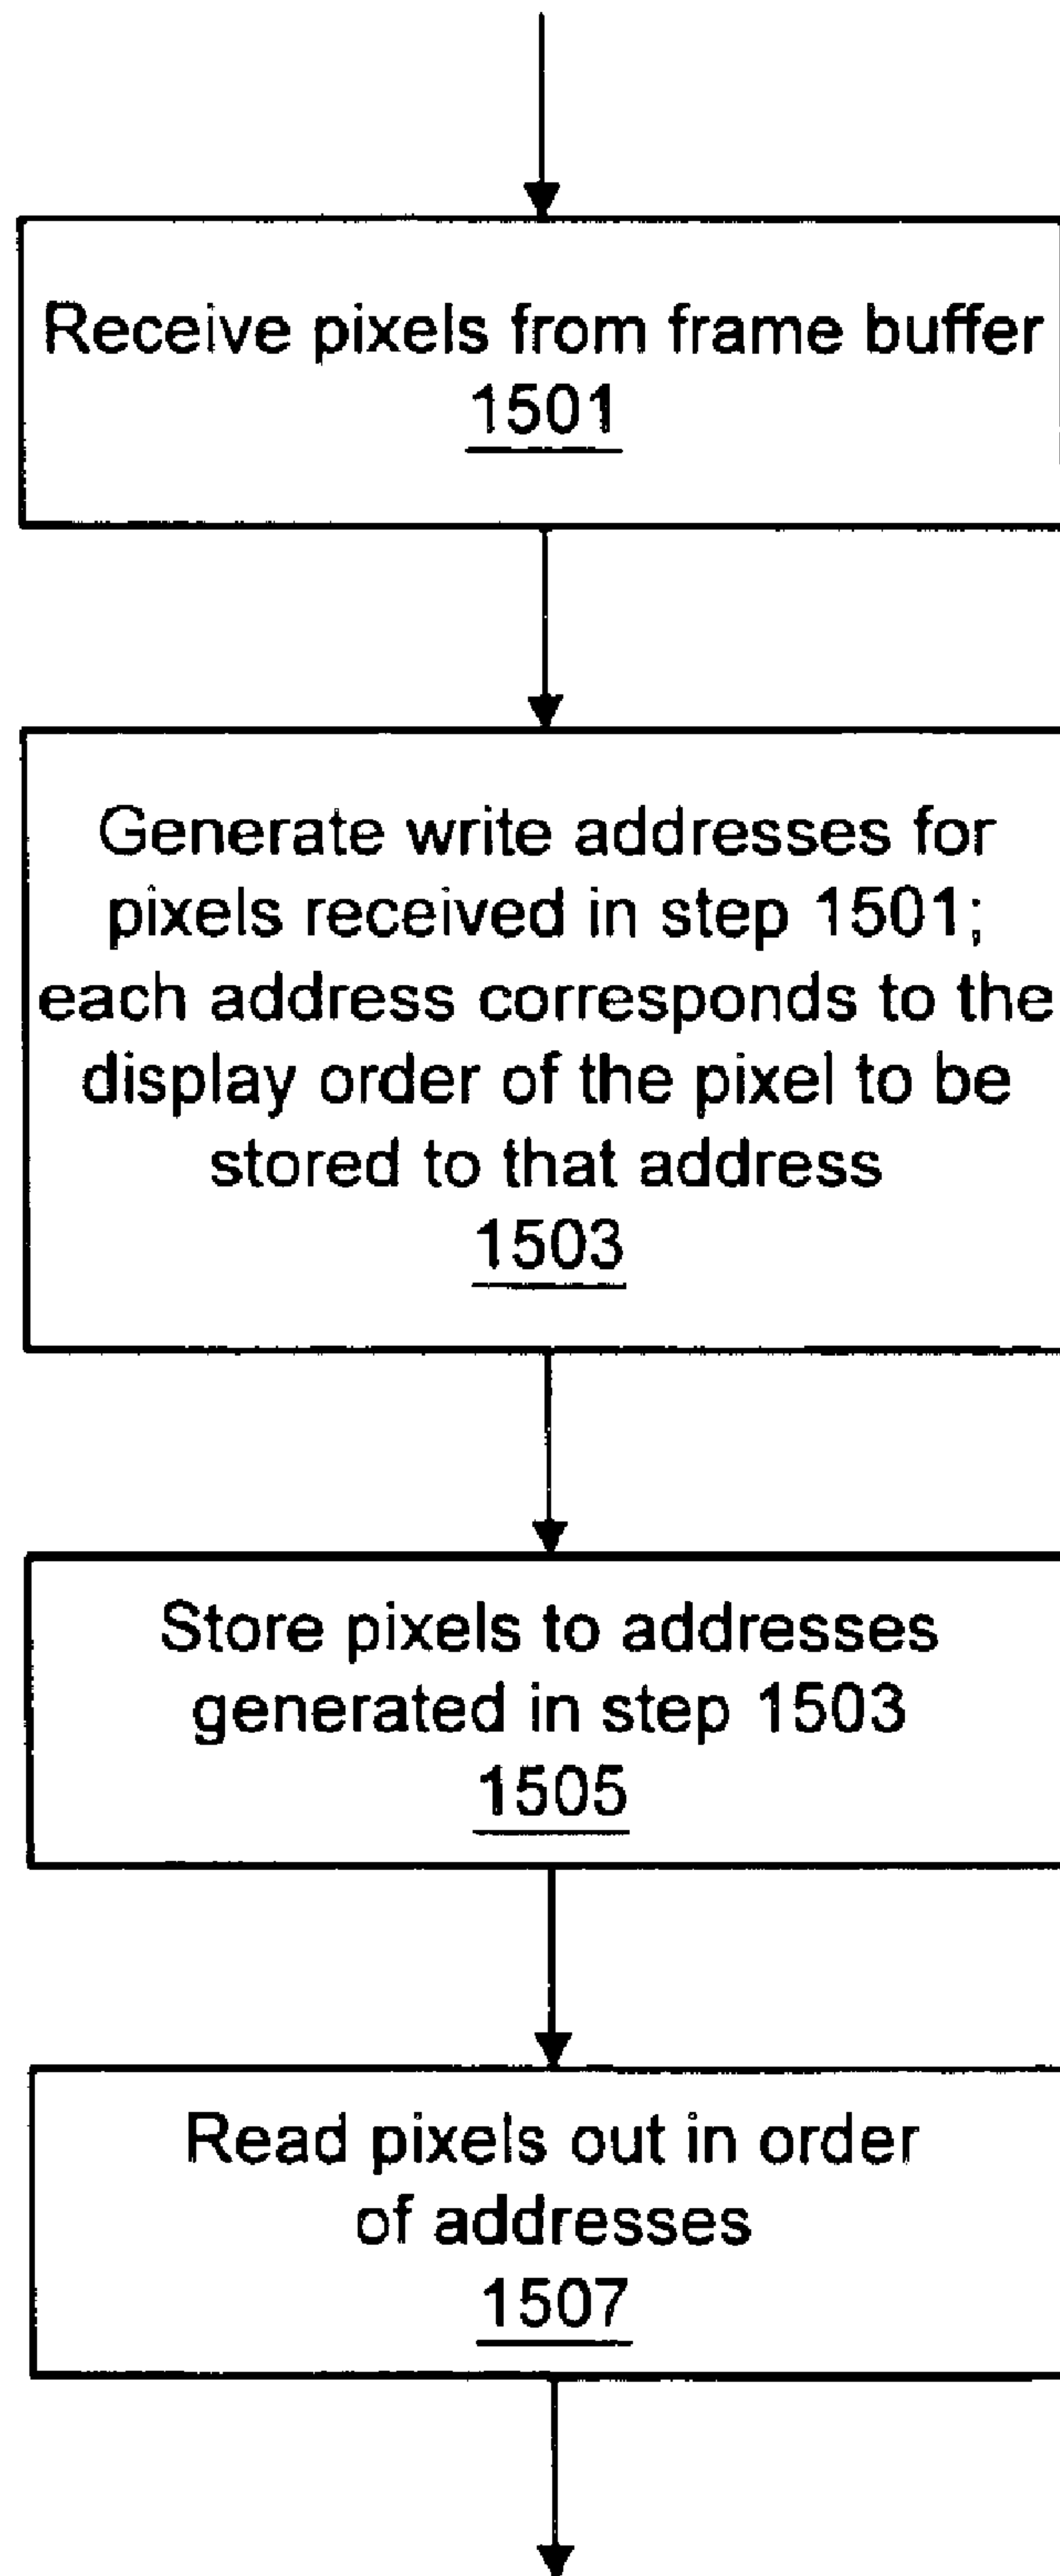 Receive pixels from frame buffer
1501
Generate write addresses for
pixels received in step 1501;
each address corresponds to the
display order of the pixel to be
stored to that address
1503
Store pixels to addresses
generated in step 1503
1505
Read pixels out in order
of addresses
1507